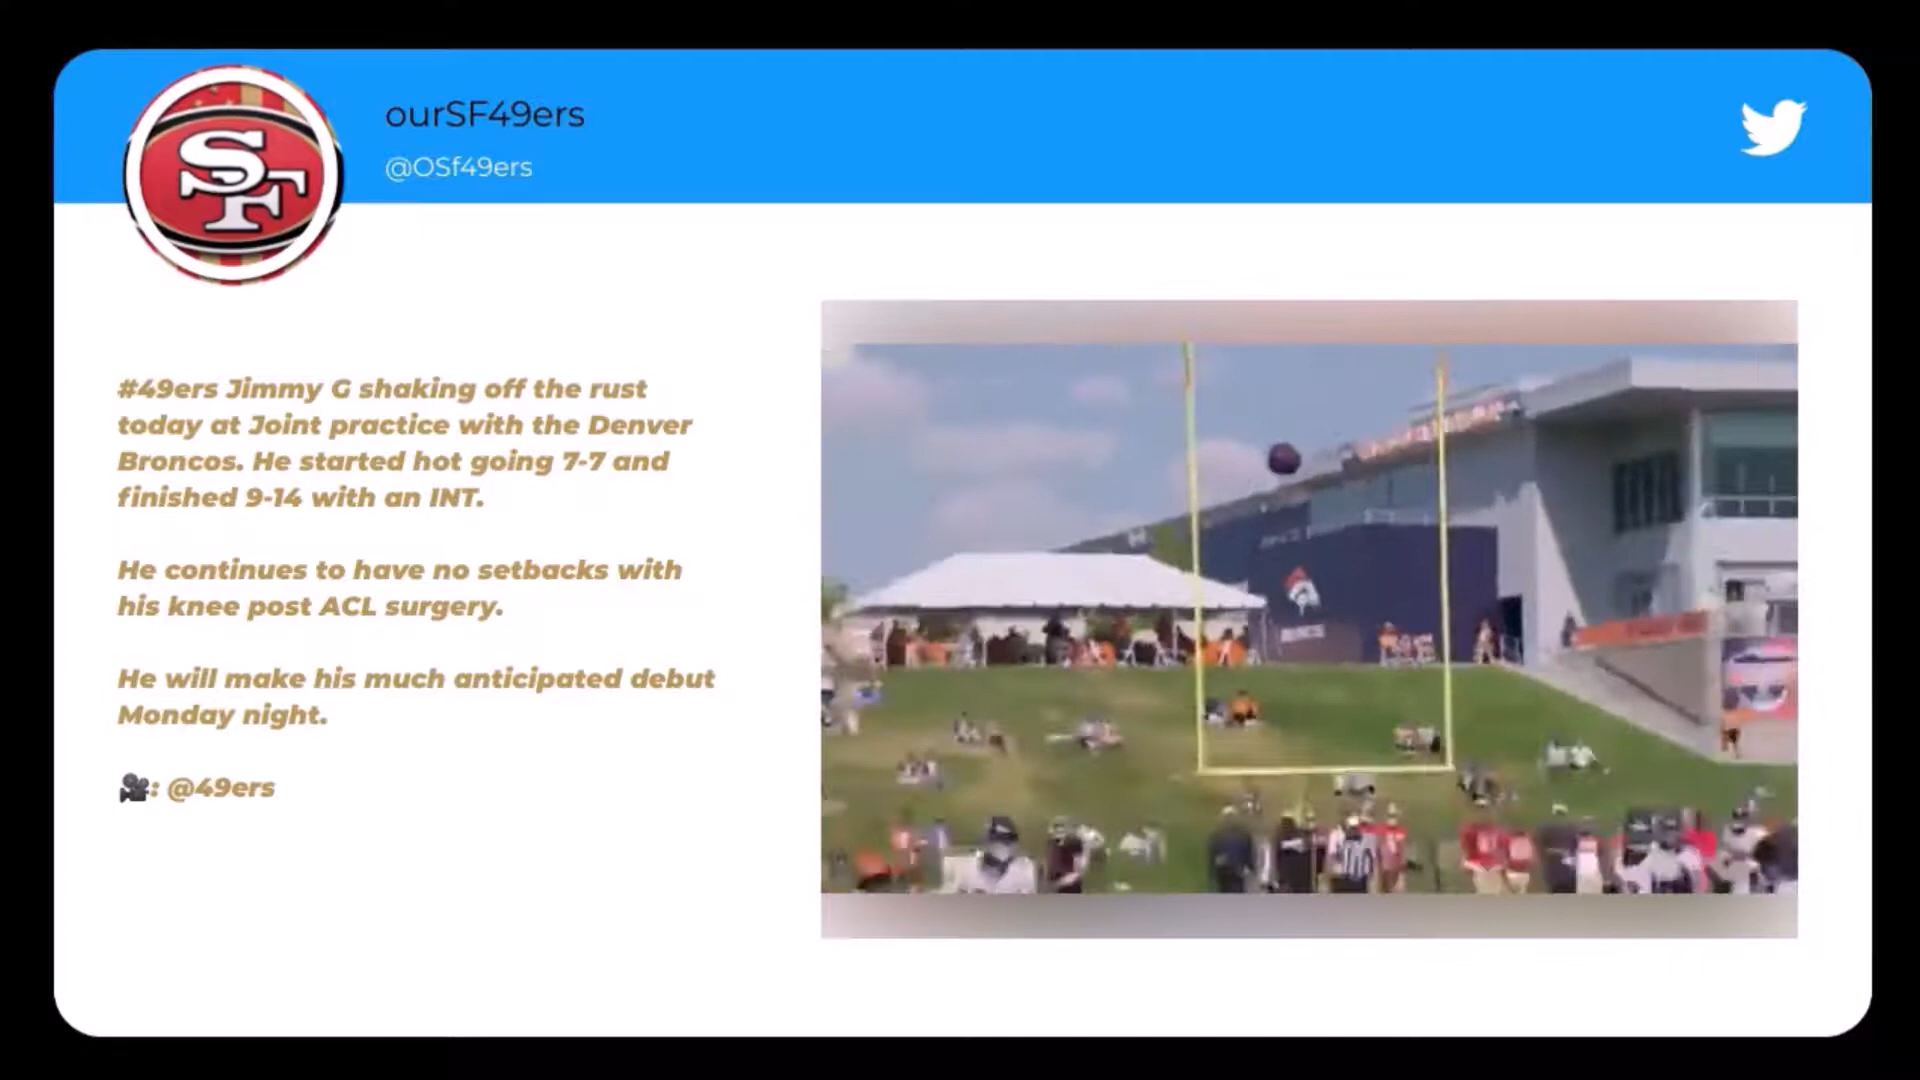 ourSF49ers
@OSf49ers
SF
#49ers Jimmy G shaking off the rust
today at Joint practice with the Denver
Broncos. He started hot going 7-7 and
finished 9-14 with an INT.
He continues to have no setbacks with
his knee post ACL surgery.
He will make his much anticipated debut
Monday night.
🎥: @49ers